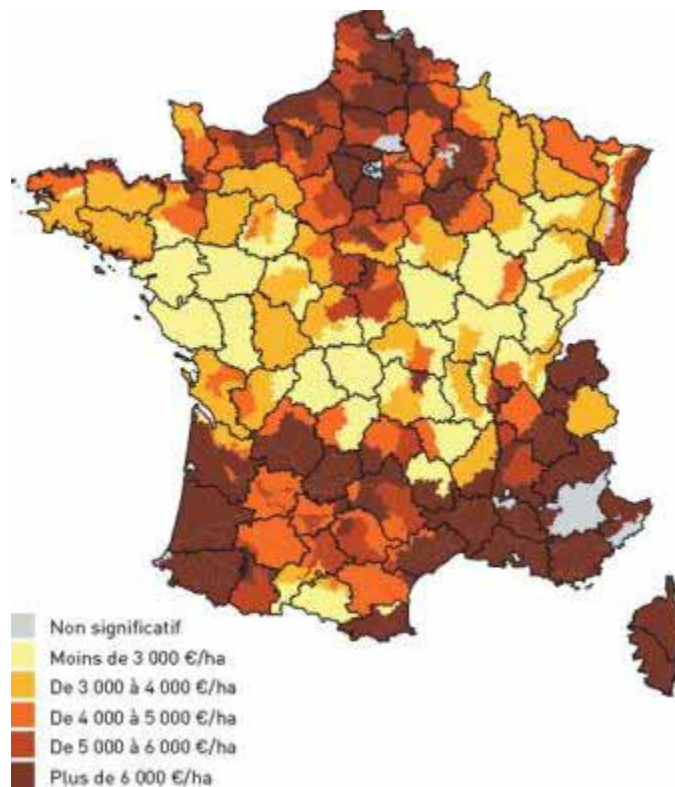 Non significatif
Moins de 3 000 €/ha
De 3 000 à 4 000 €/ha
De 4 000 à 5 000 €/ha
De 5 000 à 6 000 €/ha
Plus de 6 000 €/ha